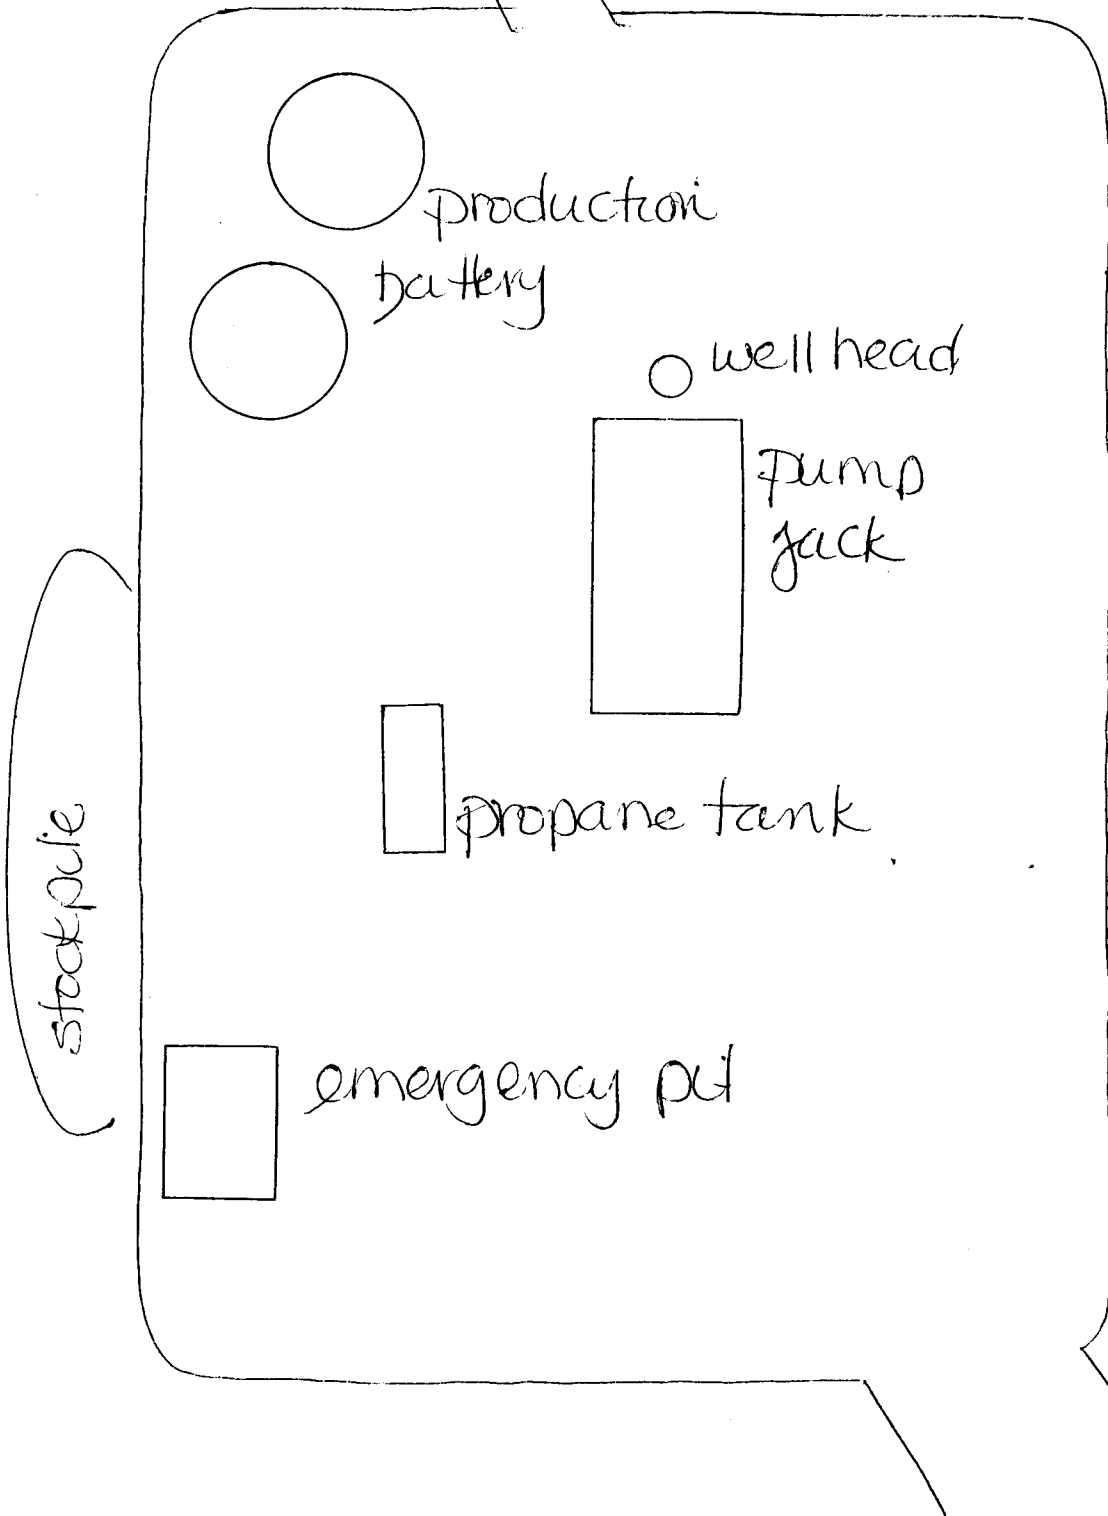 production
battery
well head
pump
jack
propane tank
stockpile
emergency pit